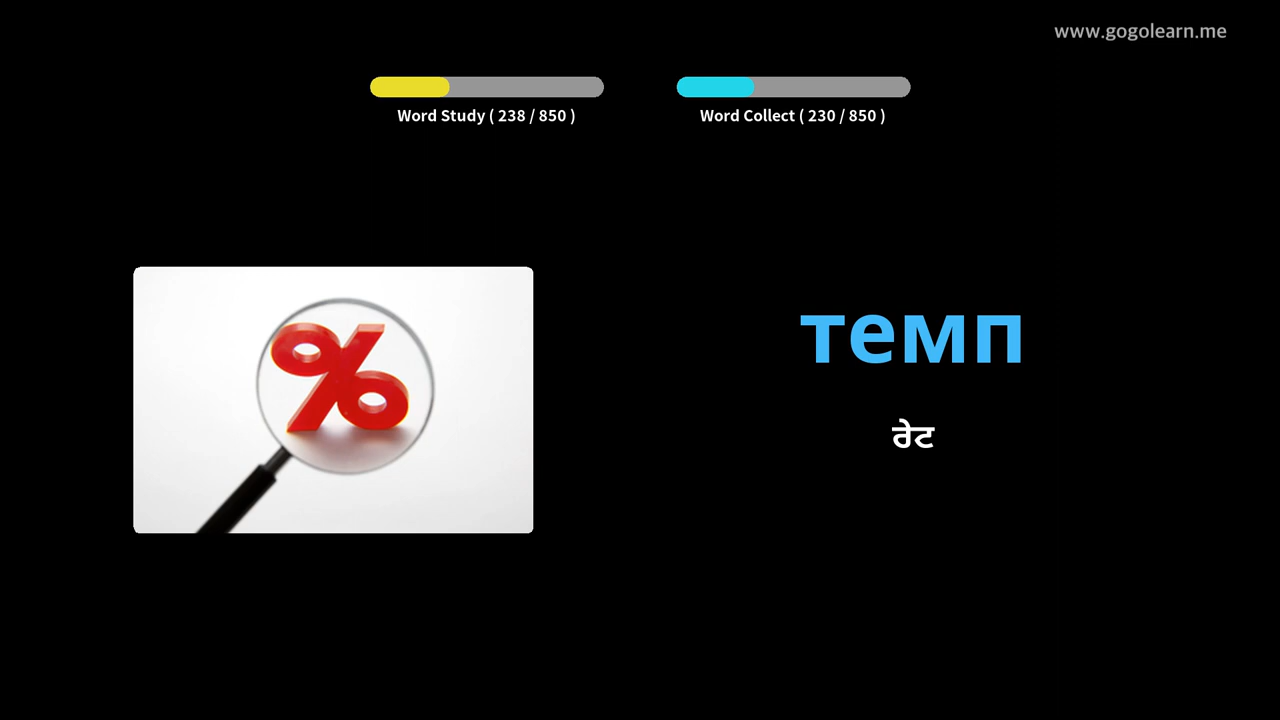 www.gogolearn.me
Word Study ( 238 / 850 )
Word Collect ( 230 / 850 )
%
темп
ਰੇਟ